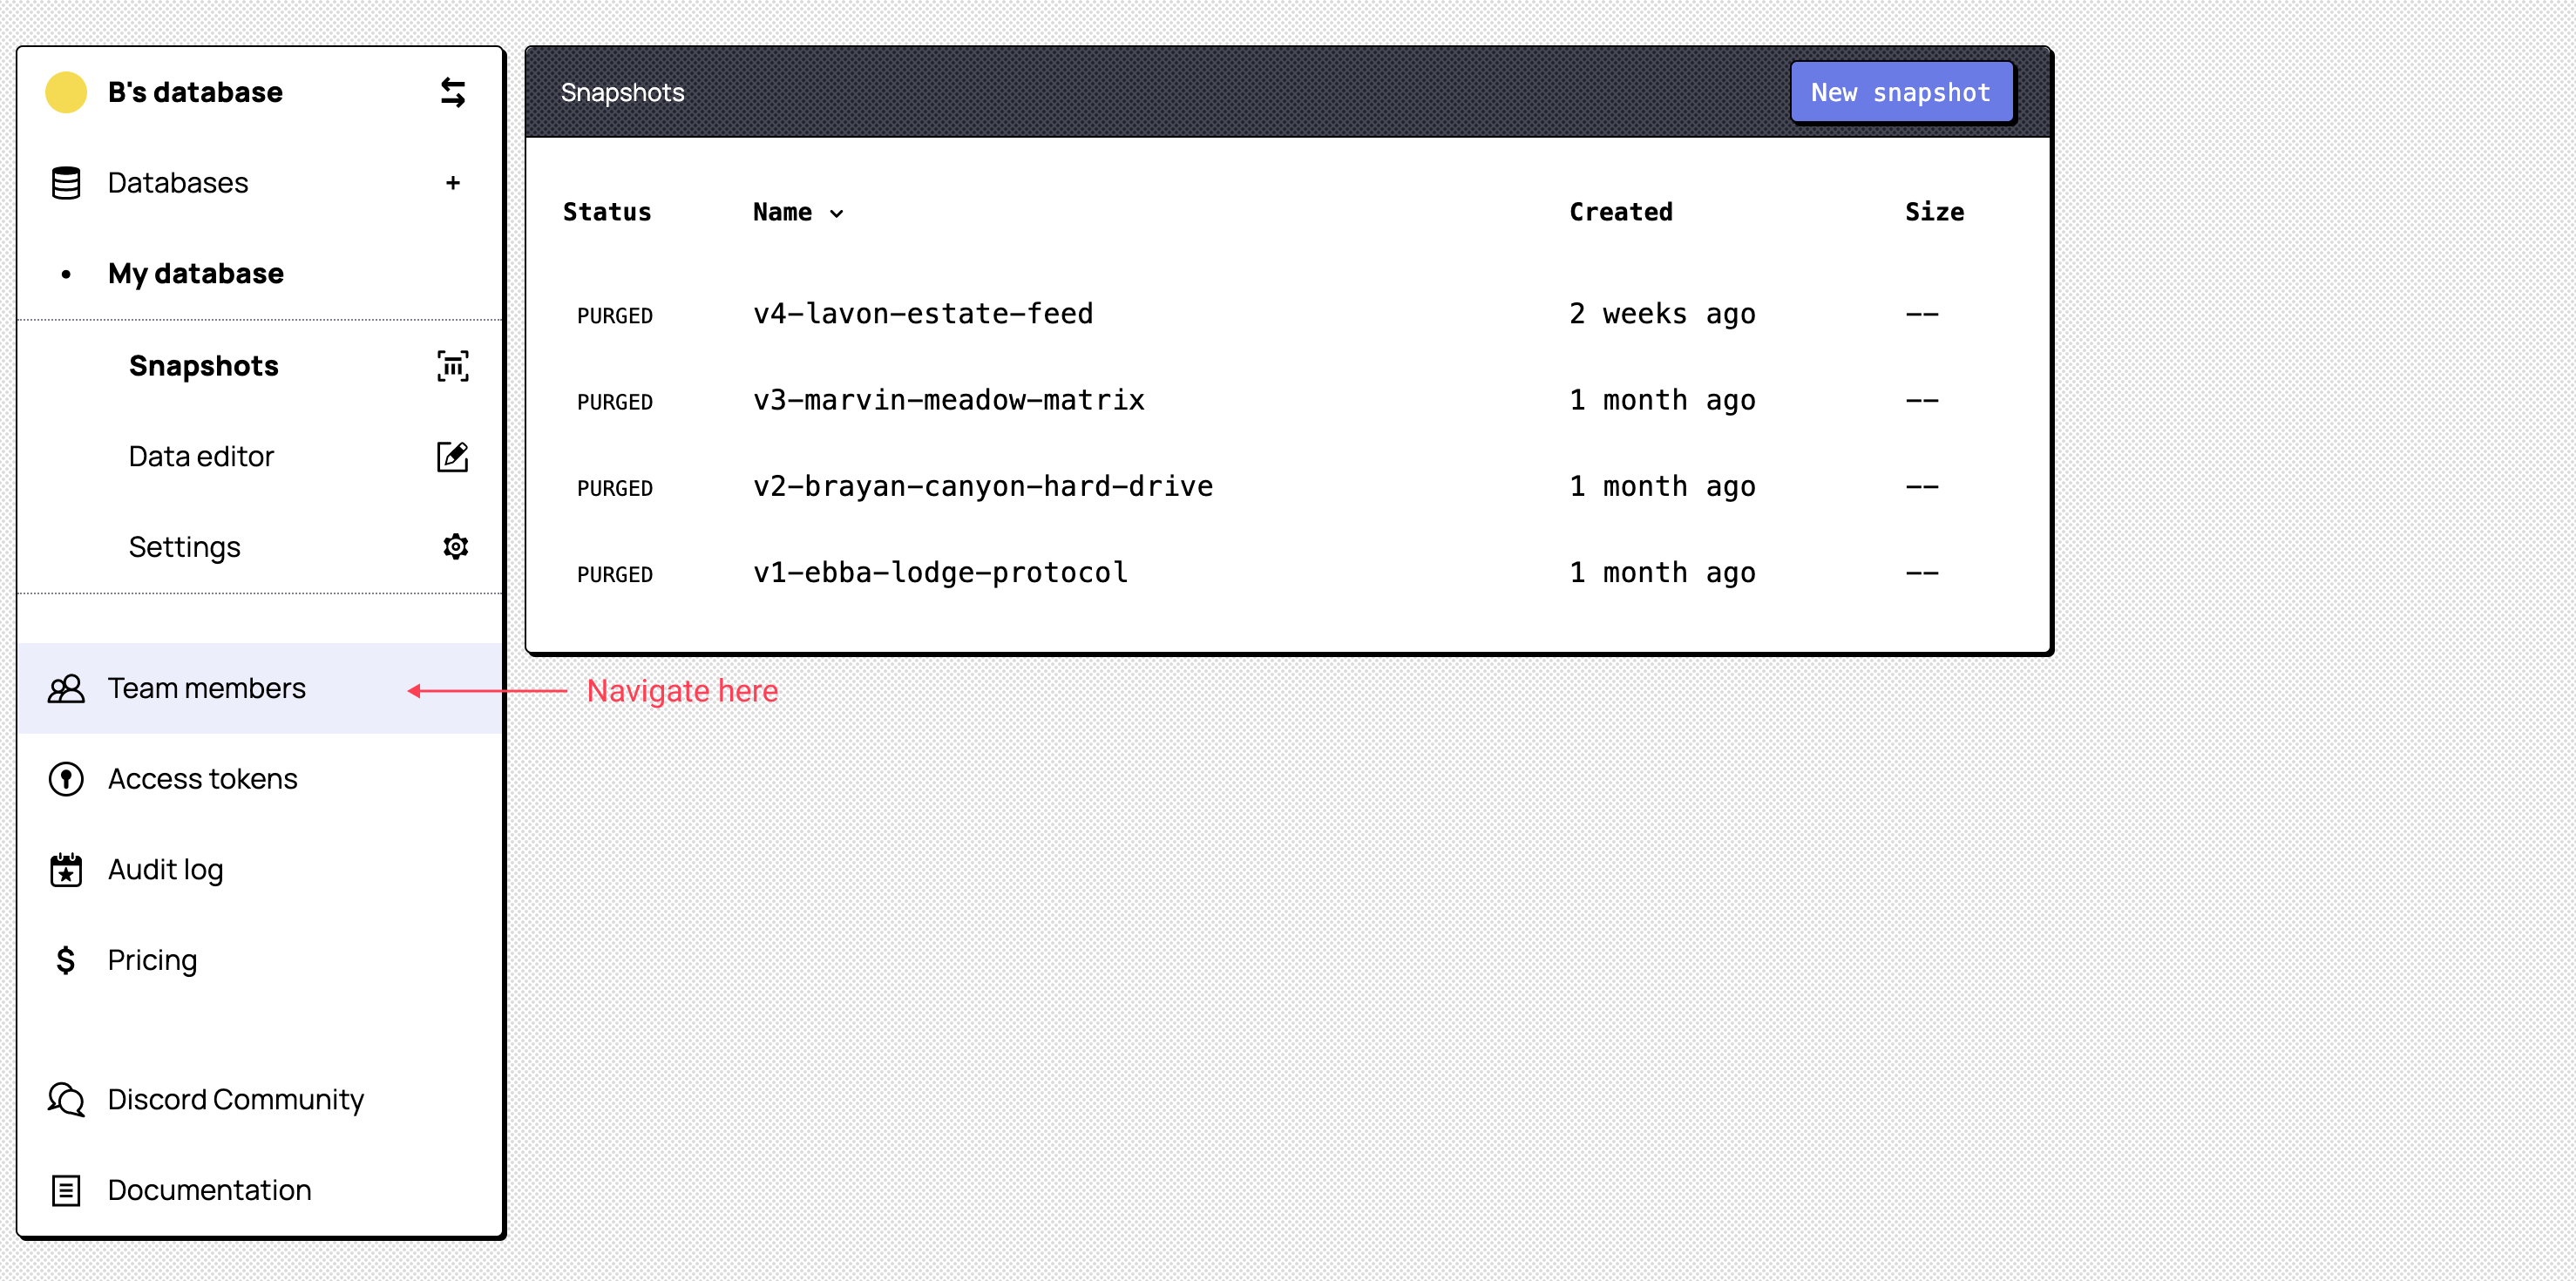 B's database
Databases +
My database
Snapshots
Data editor
Settings
Team members
Access tokens
Audit log
$ Pricing
Discord Community
Documentation
Snapshots New snapshot
Status Name Created Size
PURGED v4-lavon-estate-feed 2 weeks ago --
PURGED v3-marvin-meadow-matrix 1 month ago --
PURGED v2-brayan-canyon-hard-drive 1 month ago --
PURGED v1-ebba-lodge-protocol 1 month ago --
Navigate here